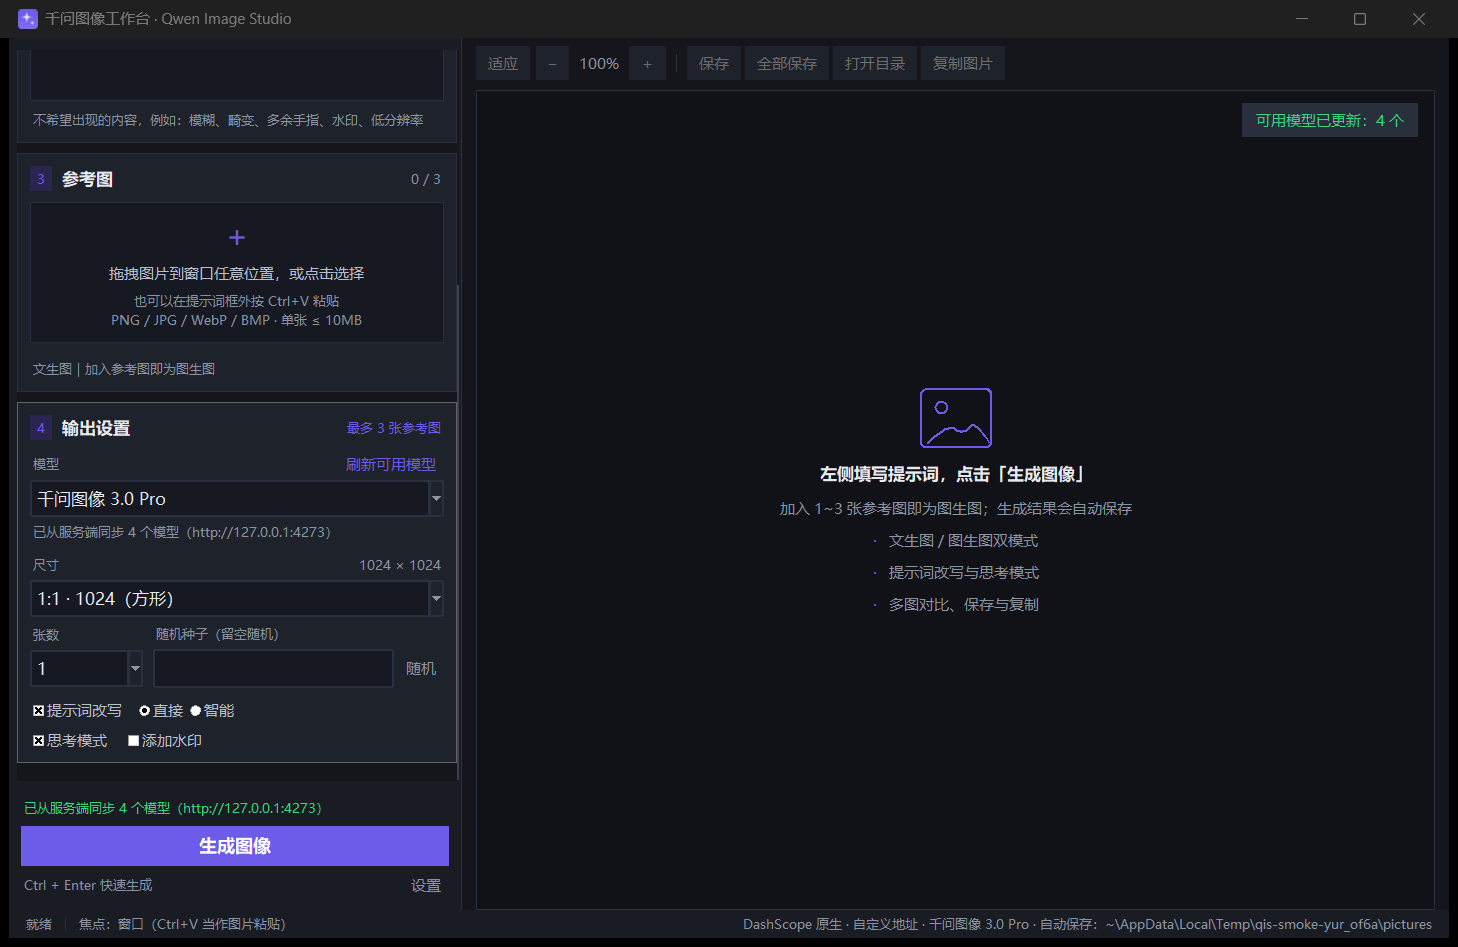 千问图像工作台 · Qwen Image Studio
不希望出现的内容，例如：模糊、畸变、多余手指、水印、低分辨率
3 参考图 0 / 3
+
拖拽图片到窗口任意位置，或点击选择
也可以在提示词框外按 Ctrl+V 粘贴
PNG / JPG / WebP / BMP · 单张 ≤ 10MB
文生图 | 加入参考图即为图生图
4 输出设置 最多 3 张参考图
模型 刷新可用模型
千问图像 3.0 Pro
已从服务端同步 4 个模型（http://127.0.0.1:4273）
尺寸 1024 × 1024
1:1 · 1024（方形）
张数 随机种子（留空随机）
1 随机
提示词改写 直接 智能
思考模式 添加水印
已从服务端同步 4 个模型（http://127.0.0.1:4273）
生成图像
Ctrl + Enter 快速生成 设置
适应 − 100% + 保存 全部保存 打开目录 复制图片
可用模型已更新：4 个
左侧填写提示词，点击「生成图像」
加入 1~3 张参考图即为图生图；生成结果会自动保存
· 文生图 / 图生图双模式
· 提示词改写与思考模式
· 多图对比、保存与复制
就绪 焦点：窗口（Ctrl+V 当作图片粘贴） DashScope 原生 · 自定义地址 · 千问图像 3.0 Pro · 自动保存：~\AppData\Local\Temp\qis-smoke-yur_of6a\pictures